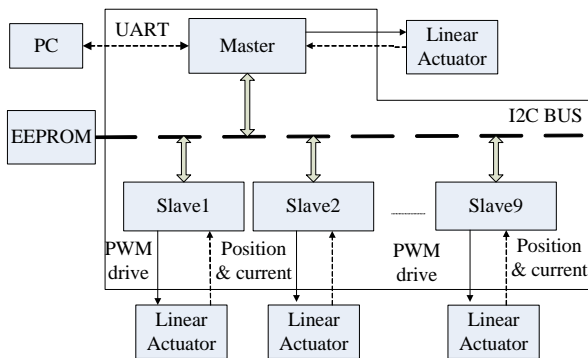 PC
UART
Master
Linear
Actuator
I2C BUS
EEPROM
Slave1
Slave2
Slave9
PWM
drive
Position
& current
PWM
drive
Position
& current
Linear
Actuator
Linear
Actuator
Linear
Actuator